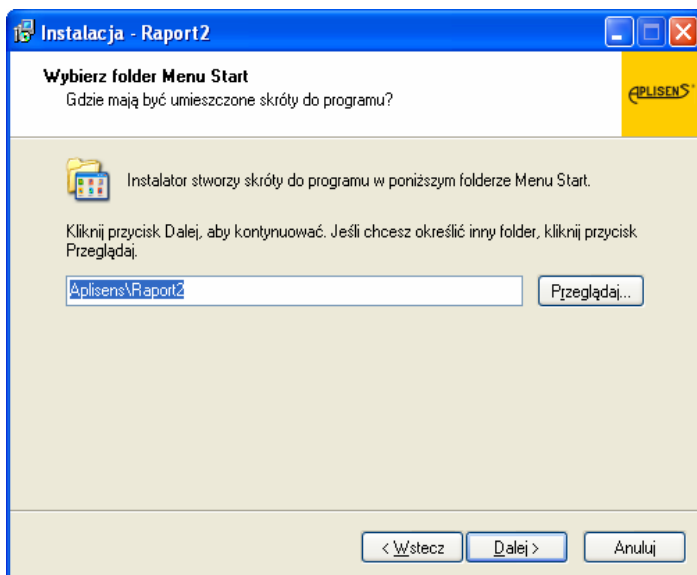 Instalacja - Raport2
Wybierz folder Menu Start
Gdzie mają być umieszczone skróty do programu?
APLISENS
Instalator stworzy skróty do programu w poniższym folderze Menu Start.
Kliknij przycisk Dalej, aby kontynuować. Jeśli chcesz określić inny folder, kliknij przycisk
Przeglądaj.
Aplisens\Raport2
Przeglądaj...
< Wstecz
Dalej >
Anuluj